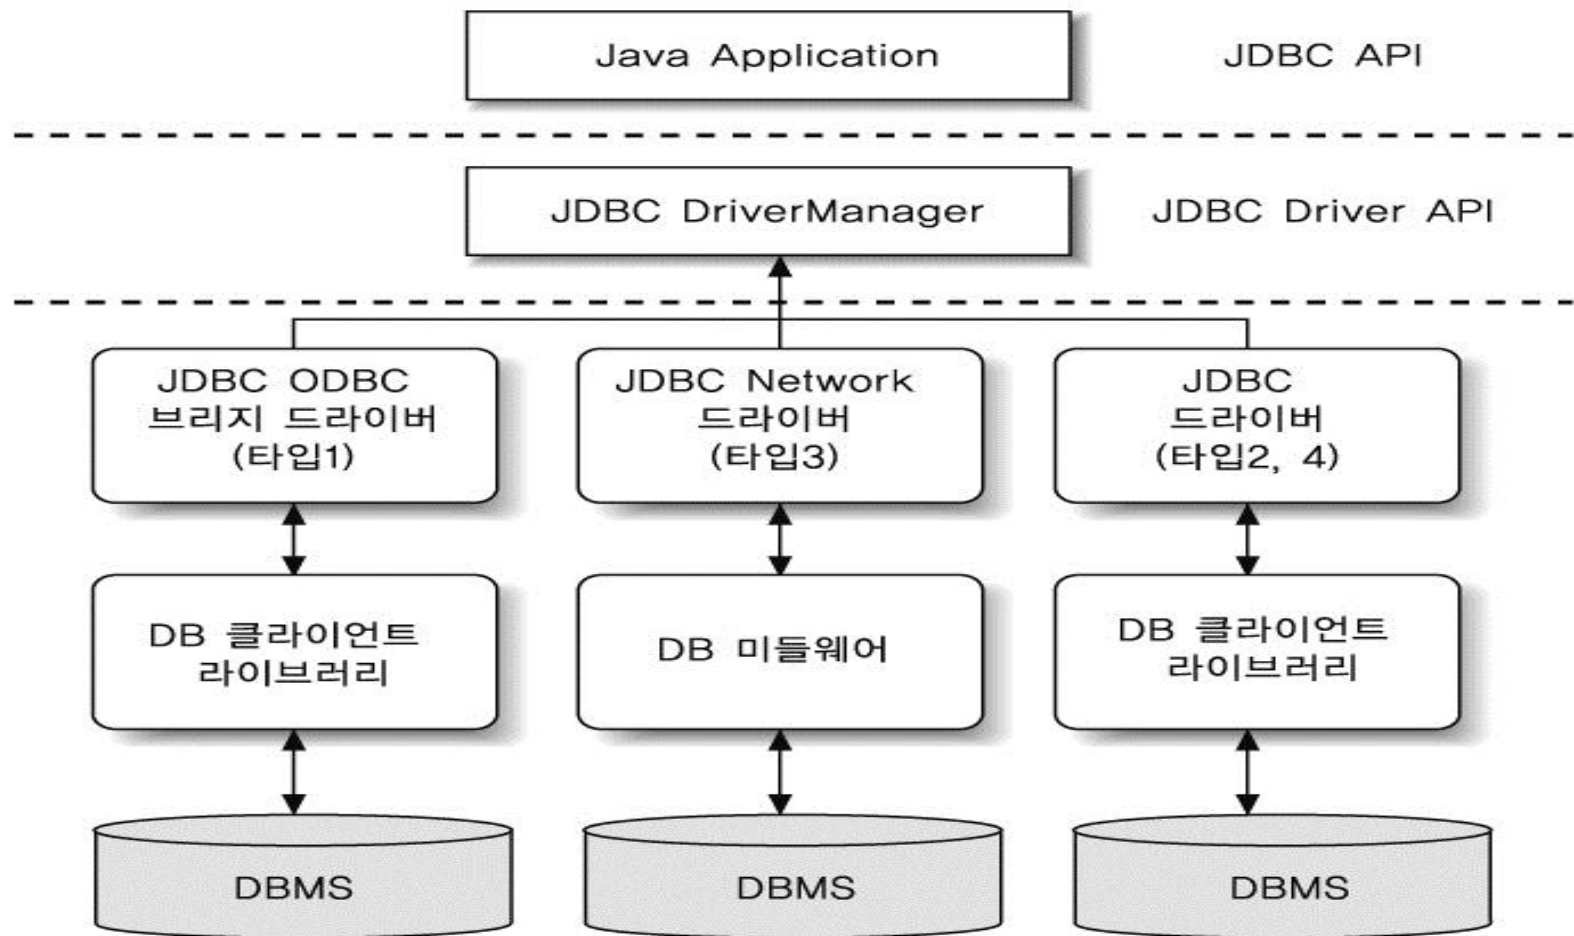 Java Application
JDBC API
JDBC DriverManager
JDBC Driver API
JDBC ODBC
브리지 드라이버
(타입1)
JDBC Network
드라이버
(타입3)
JDBC
드라이버
(타입2, 4)
DB 클라이언트
라이브러리
DB 미들웨어
DB 클라이언트
라이브러리
DBMS
DBMS
DBMS